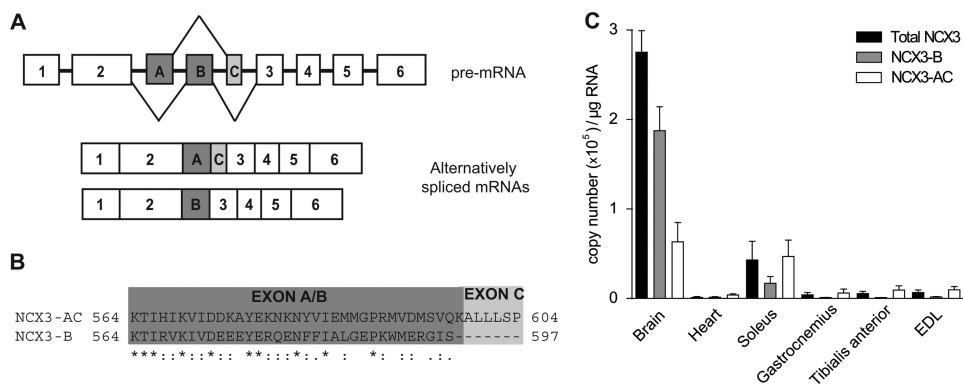 A
1 2 A B C 3 4 5 6
pre-mRNA
1 2 A C 3 4 5 6
Alternatively
spliced mRNAs
1 2 B 3 4 5 6
B
EXON A/B EXON C
NCX3-AC 564 KTIHIKVIDDKAYEKNKNYVIEMMGPRMVDMSVQKALLLSP 604
NCX3-B 564 KTIRVKIVDEEEYERQENFFIALGEPKWMERGIS------- 597
C
Total NCX3
NCX3-B
NCX3-AC
copy number (x10⁵)/µg RNA
3
2
1
0
Brain
Heart
Soleus
Gastrocnemius
Tibialis anterior
EDL